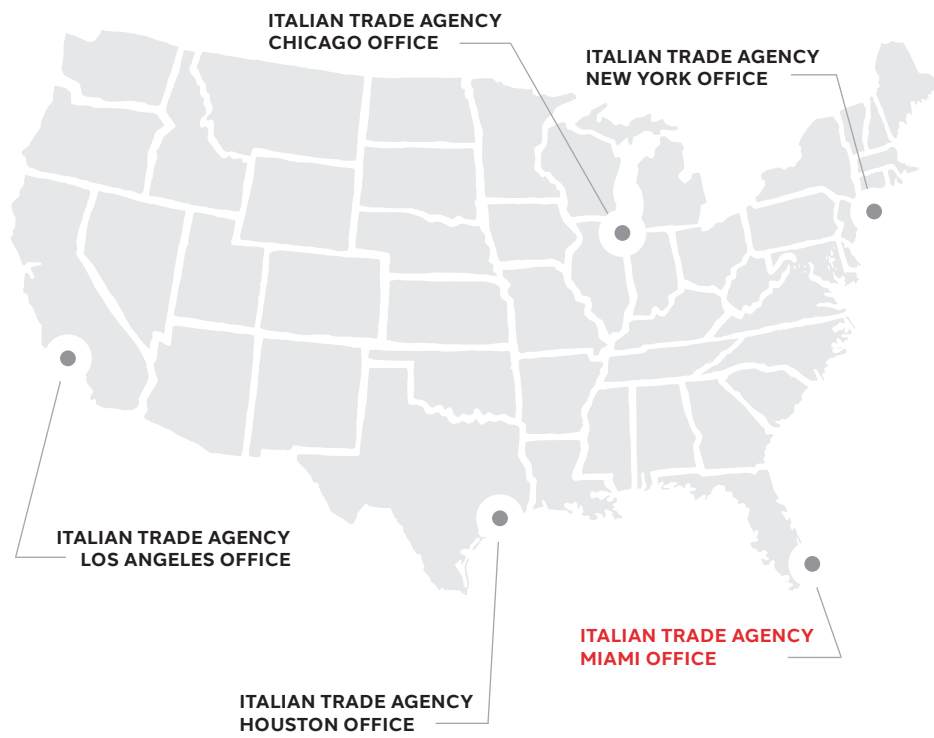 ITALIAN TRADE AGENCY
CHICAGO OFFICE
ITALIAN TRADE AGENCY
NEW YORK OFFICE
ITALIAN TRADE AGENCY
LOS ANGELES OFFICE
ITALIAN TRADE AGENCY
MIAMI OFFICE
ITALIAN TRADE AGENCY
HOUSTON OFFICE